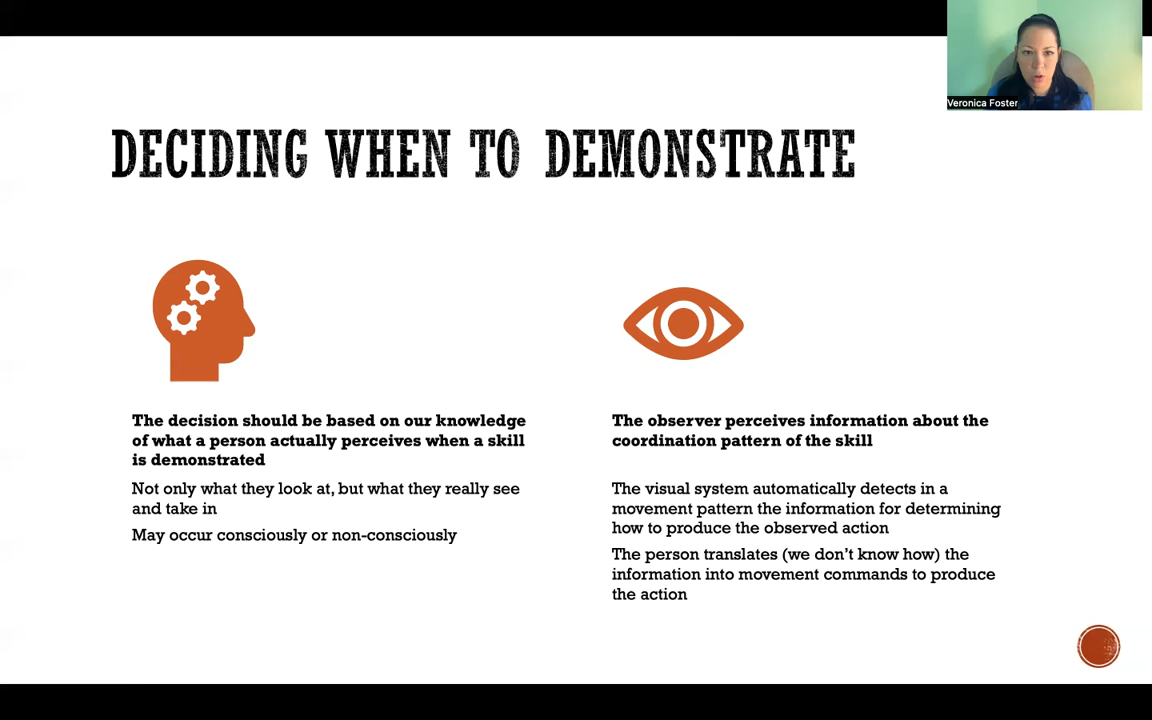 Veronica Foster
DECIDING WHEN TO DEMONSTRATE
The decision should be based on our knowledge
of what a person actually perceives when a skill
is demonstrated
Not only what they look at, but what they really see
and take in
May occur consciously or non-consciously
The observer perceives information about the
coordination pattern of the skill
The visual system automatically detects in a
movement pattern the information for determining
how to produce the observed action
The person translates (we don’t know how) the
information into movement commands to produce
the action